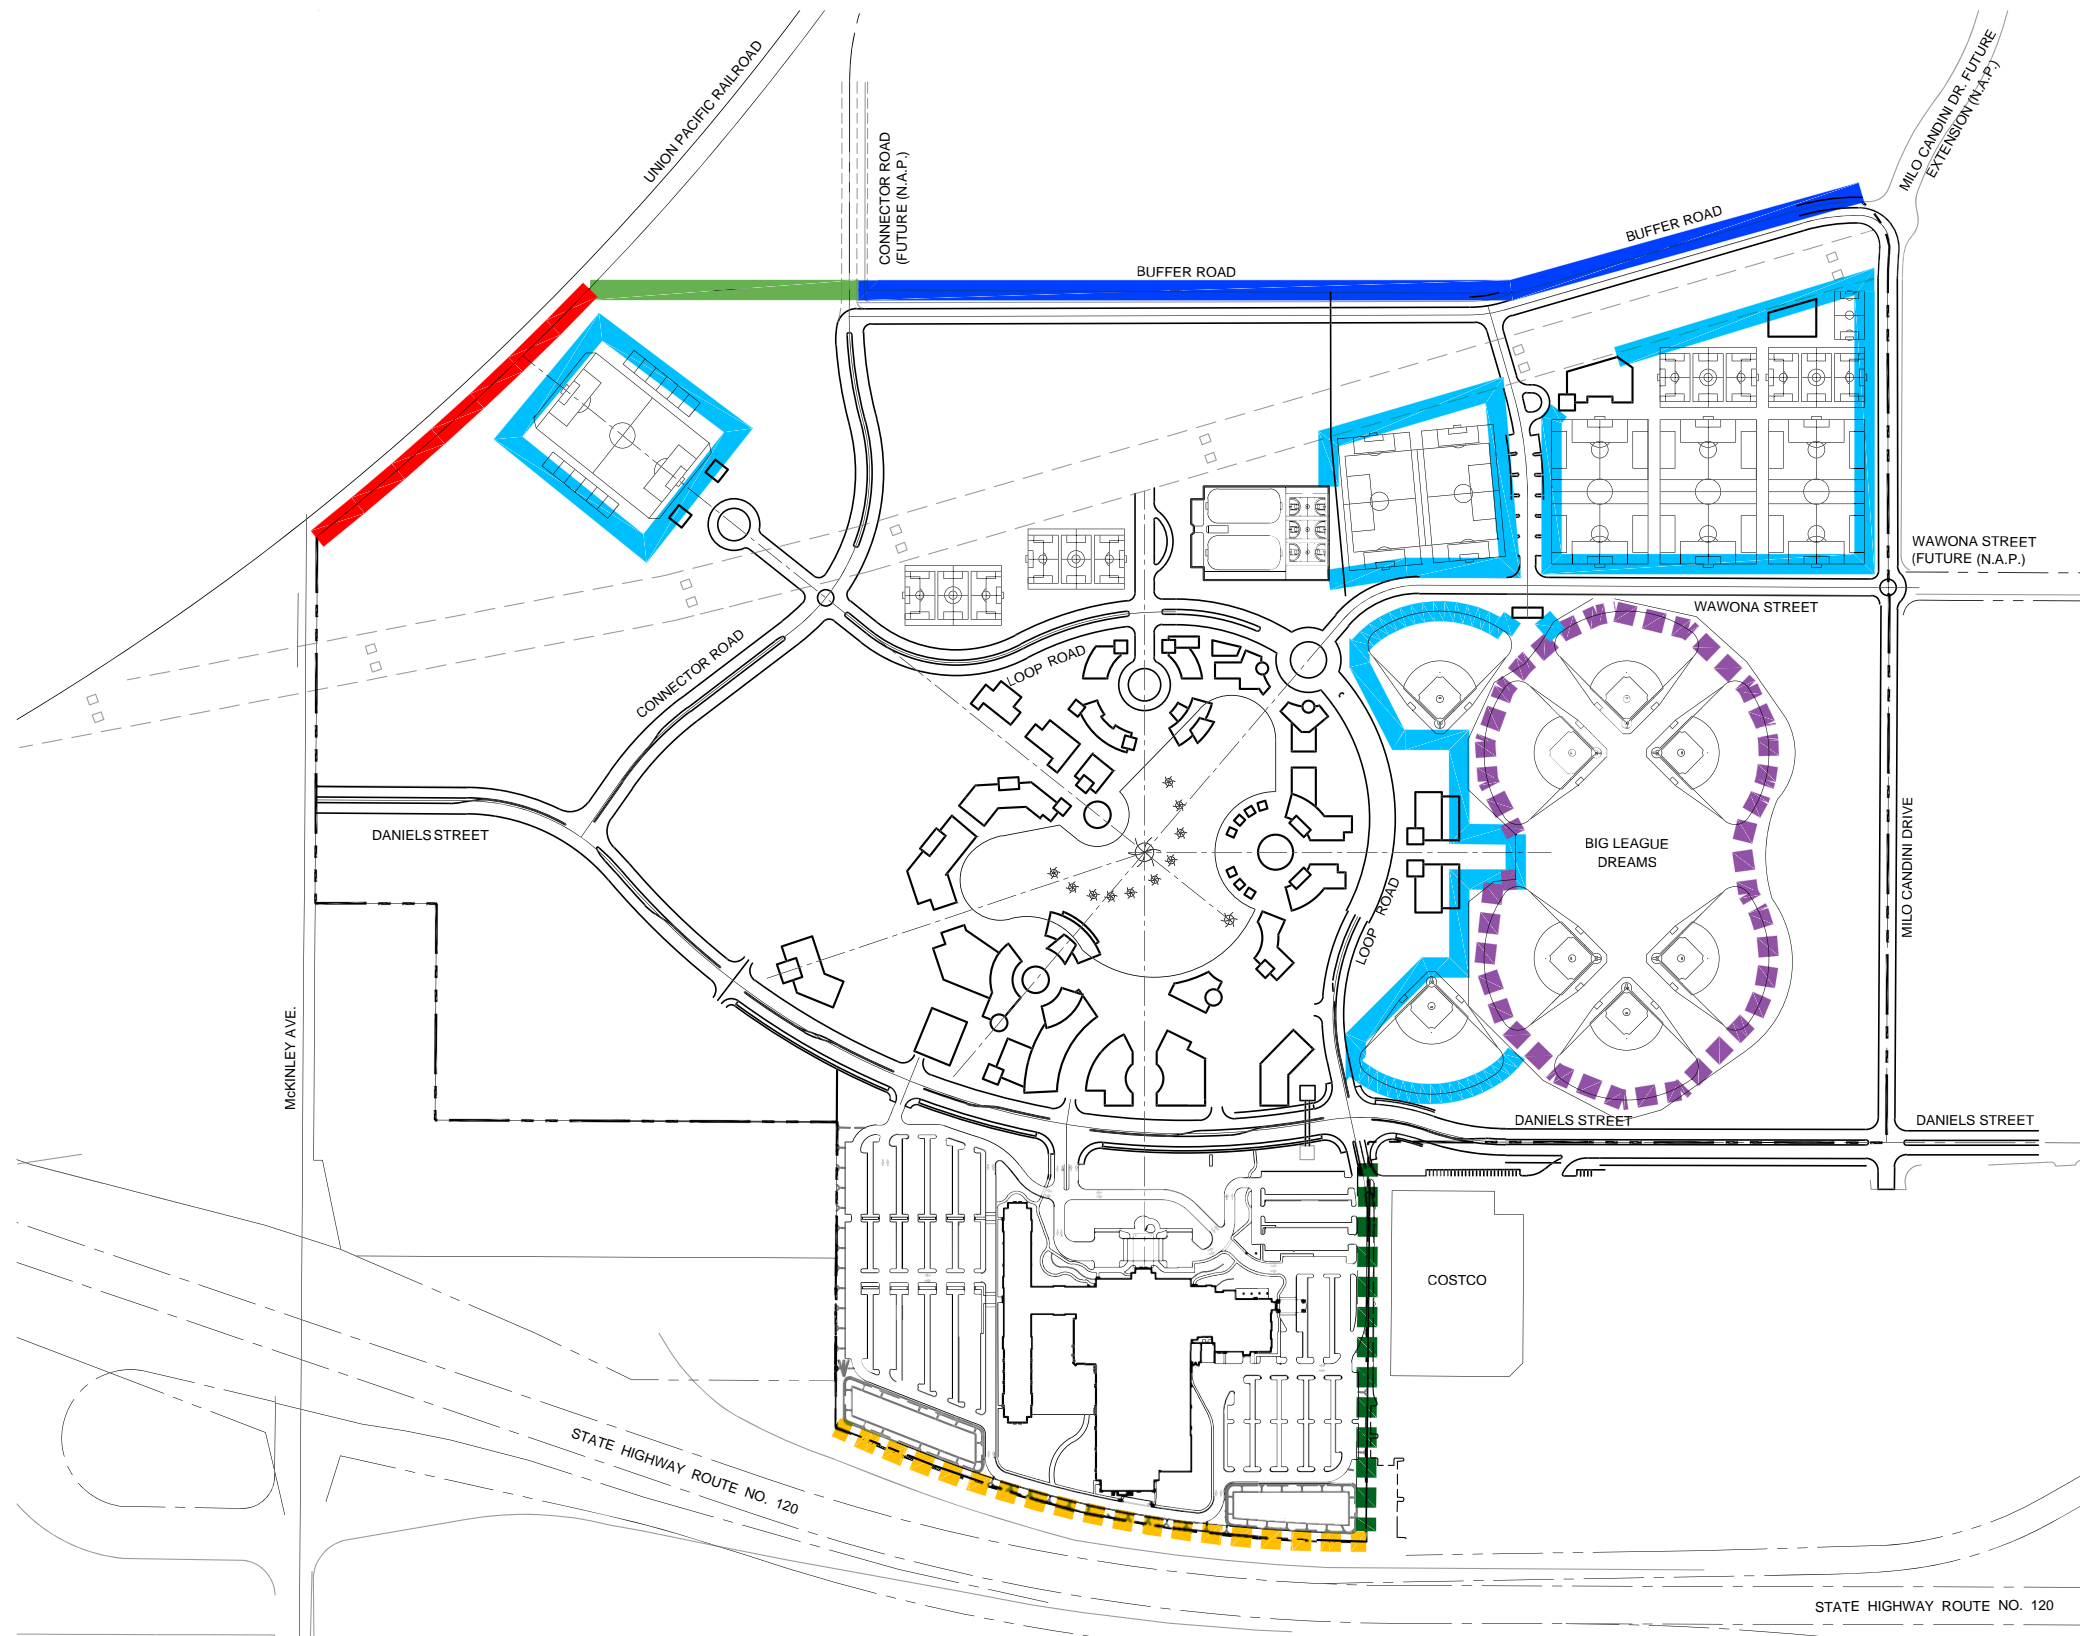 UNION PACIFIC RAILROAD
CONNECTOR ROAD
(FUTURE (N.A.P.)
MILO CANDINI DR. FUTURE
EXTENSION (N.A.P.)
BUFFER ROAD
BUFFER ROAD
WAWONA STREET
(FUTURE (N.A.P.)
WAWONA STREET
CONNECTOR ROAD
LOOP ROAD
DANIELS STREET
BIG LEAGUE
DREAMS
MILO CANDINI DRIVE
LOOP ROAD
McKINLEY AVE.
DANIELS STREET
DANIELS STREET
COSTCO
STATE HIGHWAY ROUTE NO. 120
STATE HIGHWAY ROUTE NO. 120